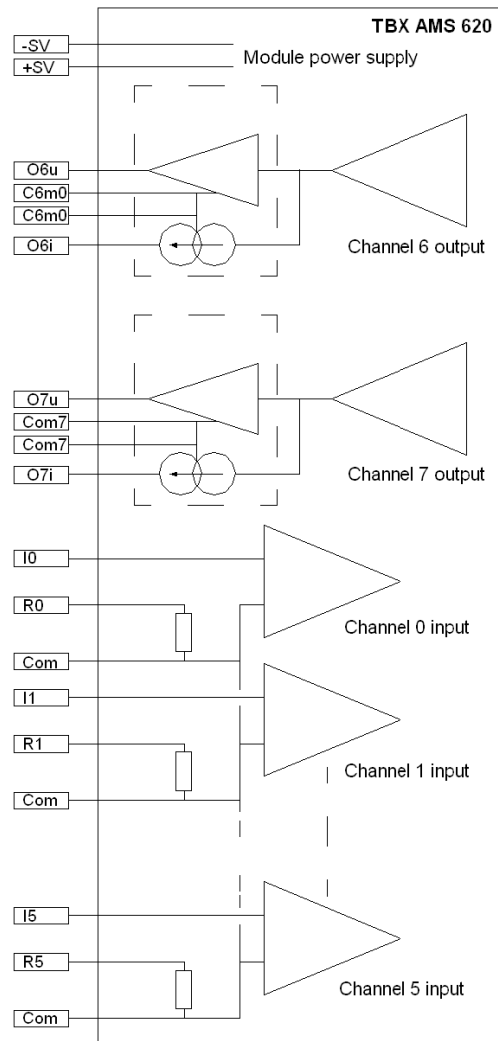 TBX AMS 620
-SV
+SV
Module power supply
O6u
C6m0
C6m0
O6i
Channel 6 output
O7u
Com7
Com7
O7i
Channel 7 output
I0
R0
Channel 0 input
Com
I1
R1
Channel 1 input
Com
I5
R5
Channel 5 input
Com